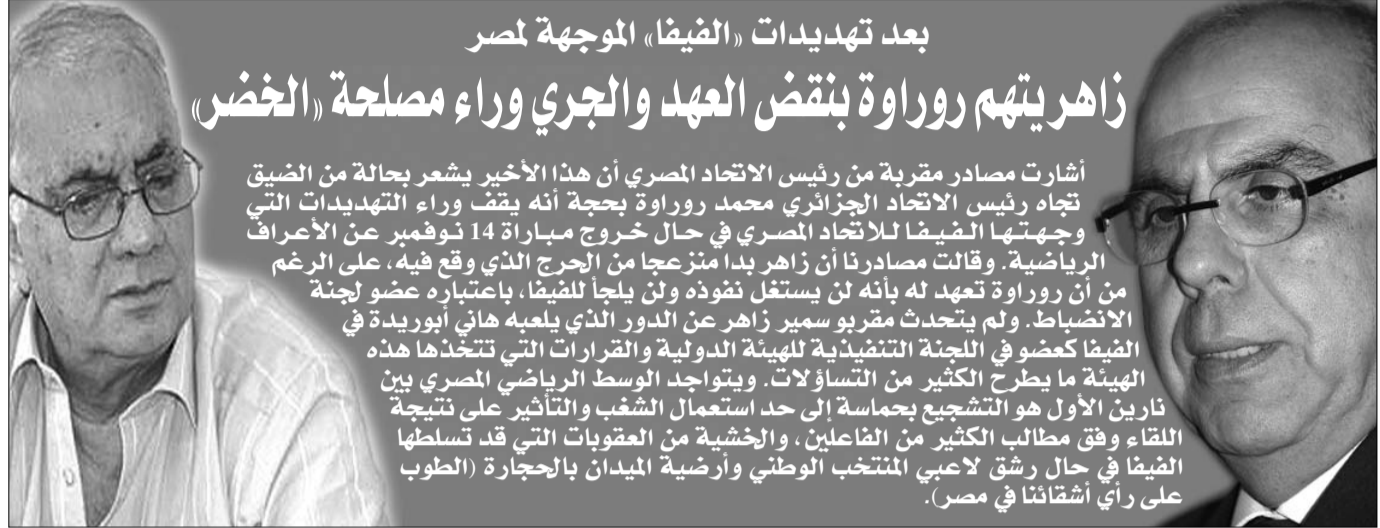 بعد تهديدات «الفيفا» الموجهة لمصر
زاهر يتهم روراوة بنقض العهد والجري وراء مصلحة «الخضر»
أشارت مصادر مقربة من رئيس الاتحاد المصري أن هذا الأخير يشعر بحالة من الضيق
تجاه رئيس الاتحاد الجزائري محمد روراوة بحجة أنه يقف وراء التهديدات التي
وجهتها الفيفا للاتحاد المصري في حال خروج مباراة 14 نوفمبر عن الأعراف
الرياضية. وقالت مصادرنا أن زاهر بدا منزعجا من الحرج الذي وقع فيه، على الرغم
من أن روراوة تعهد له بأنه لن يستغل نفوذه ولن يلجأ للفيفا، باعتباره عضو لجنة
الانضباط. ولم يتحدث مقربو سمير زاهر عن الدور الذي يلعبه هاني أبوريدة في
الفيفا كعضو في اللجنة التنفيذية للهيئة الدولية والقرارات التي تتخذها هذه
الهيئة ما يطرح الكثير من التساؤلات. ويتواجد الوسط الرياضي المصري بين
نارين الأول هو التشجيع بحماسة إلى حد استعمال الشغب والتأثير على نتيجة
اللقاء وفق مطالب الكثير من الفاعلين، والخشية من العقوبات التي قد تسلطها
الفيفا في حال رشق لاعبي المنتخب الوطني وأرضية الميدان بالحجارة (الطوب
على رأي أشقائنا في مصر).